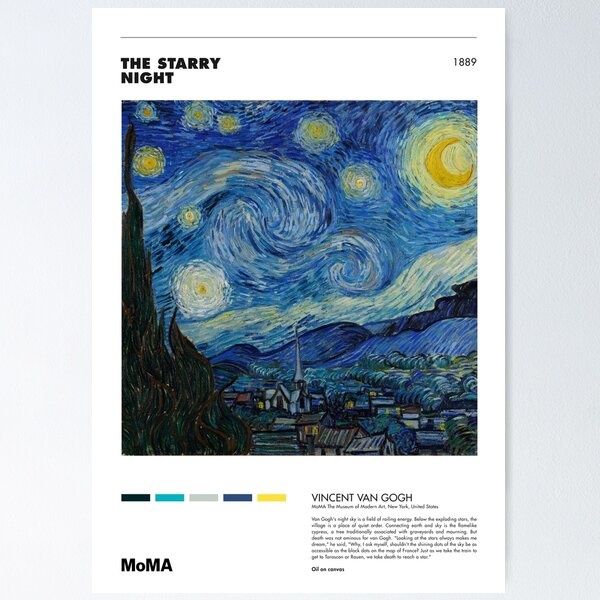 THE STARRY
NIGHT
1889
VINCENT VAN GOGH
MoMA The Museum of Modern Art, New York, United States
Van Gogh's night sky is a field of roiling energy. Below the exploding stars, the
village is a place of quiet order. Connecting earth and sky is the flamelike
cypress, a tree traditionally associated with graveyards and mourning. But
death was not ominous for van Gogh. "Looking at the stars always makes me
dream," he said, "Why, I ask myself, shouldn't the shining dots of the sky be as
accessible as the black dots on the map of France? Just as we take the train to
get to Tarascon or Rouen, we take death to reach a star."
Oil on canvas
MoMA